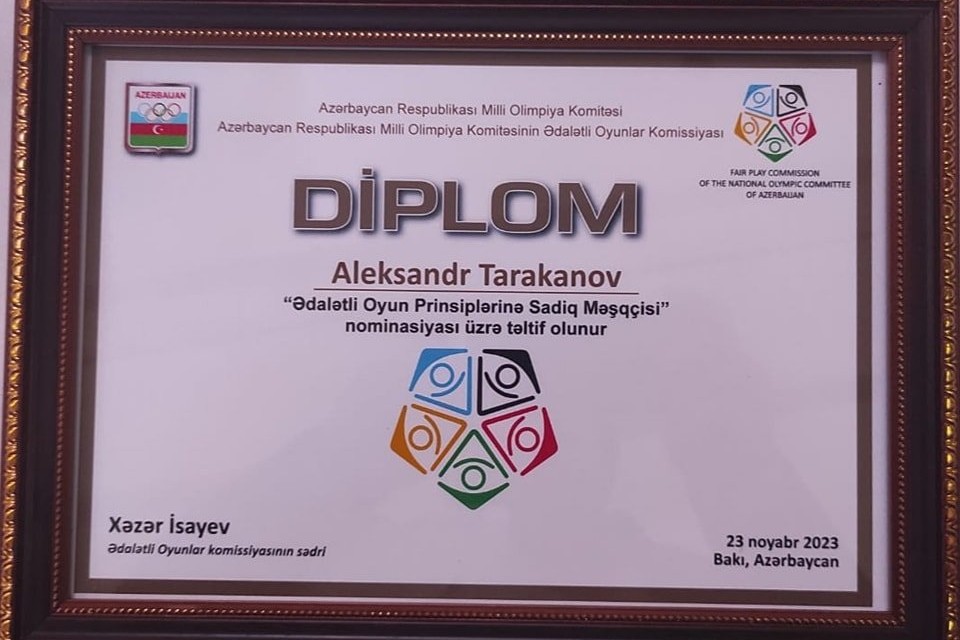 AZERBAIJAN
Azərbaycan Respublikası Milli Olimpiya Komitəsi
Azərbaycan Respublikası Milli Olimpiya Komitəsinin Ədalətli Oyunlar Komissiyası
FAIR PLAY COMMISSION
OF THE NATIONAL OLYMPIC COMMITTEE
OF AZERBAIJAN
DİPLOM
Aleksandr Tarakanov
“Ədalətli Oyun Prinsiplərinə Sadiq Məşqçisi”
nominasiyası üzrə təltif olunur
Xəzər İsayev
Ədalətli Oyunlar komissiyasının sədri
23 noyabr 2023
Bakı, Azərbaycan